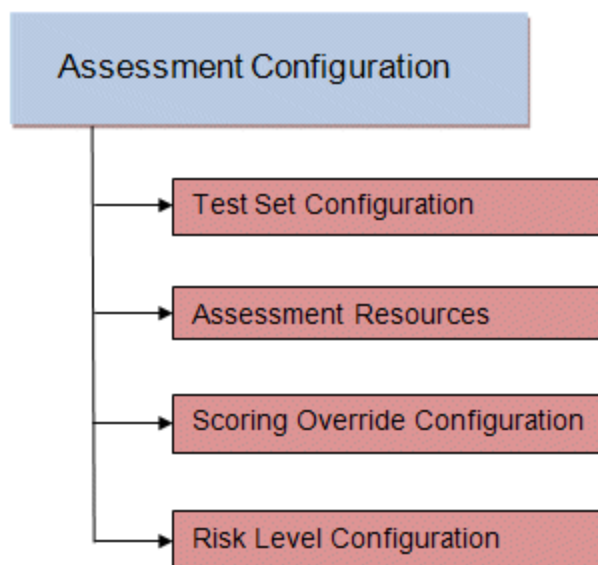 Assessment Configuration
Test Set Configuration
Assessment Resources
Scoring Override Configuration
Risk Level Configuration